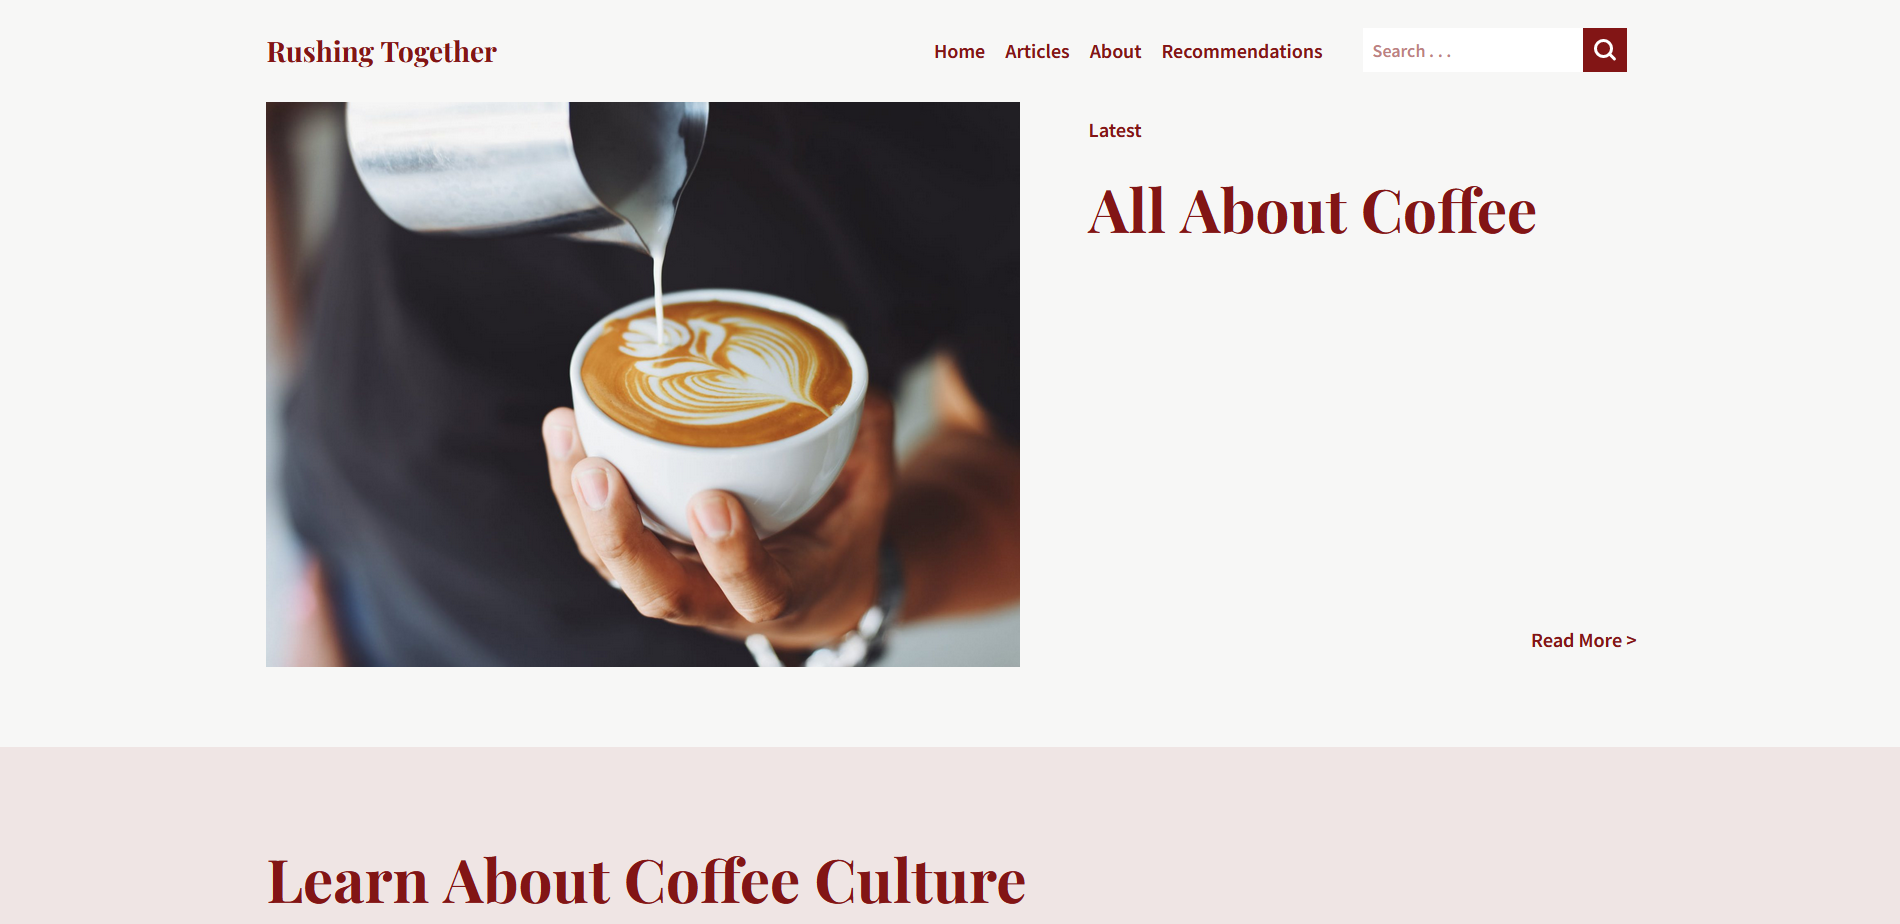 Rushing Together
Home Articles About Recommendations
Search . . .
Latest
All About Coffee
Read More >
Learn About Coffee Culture